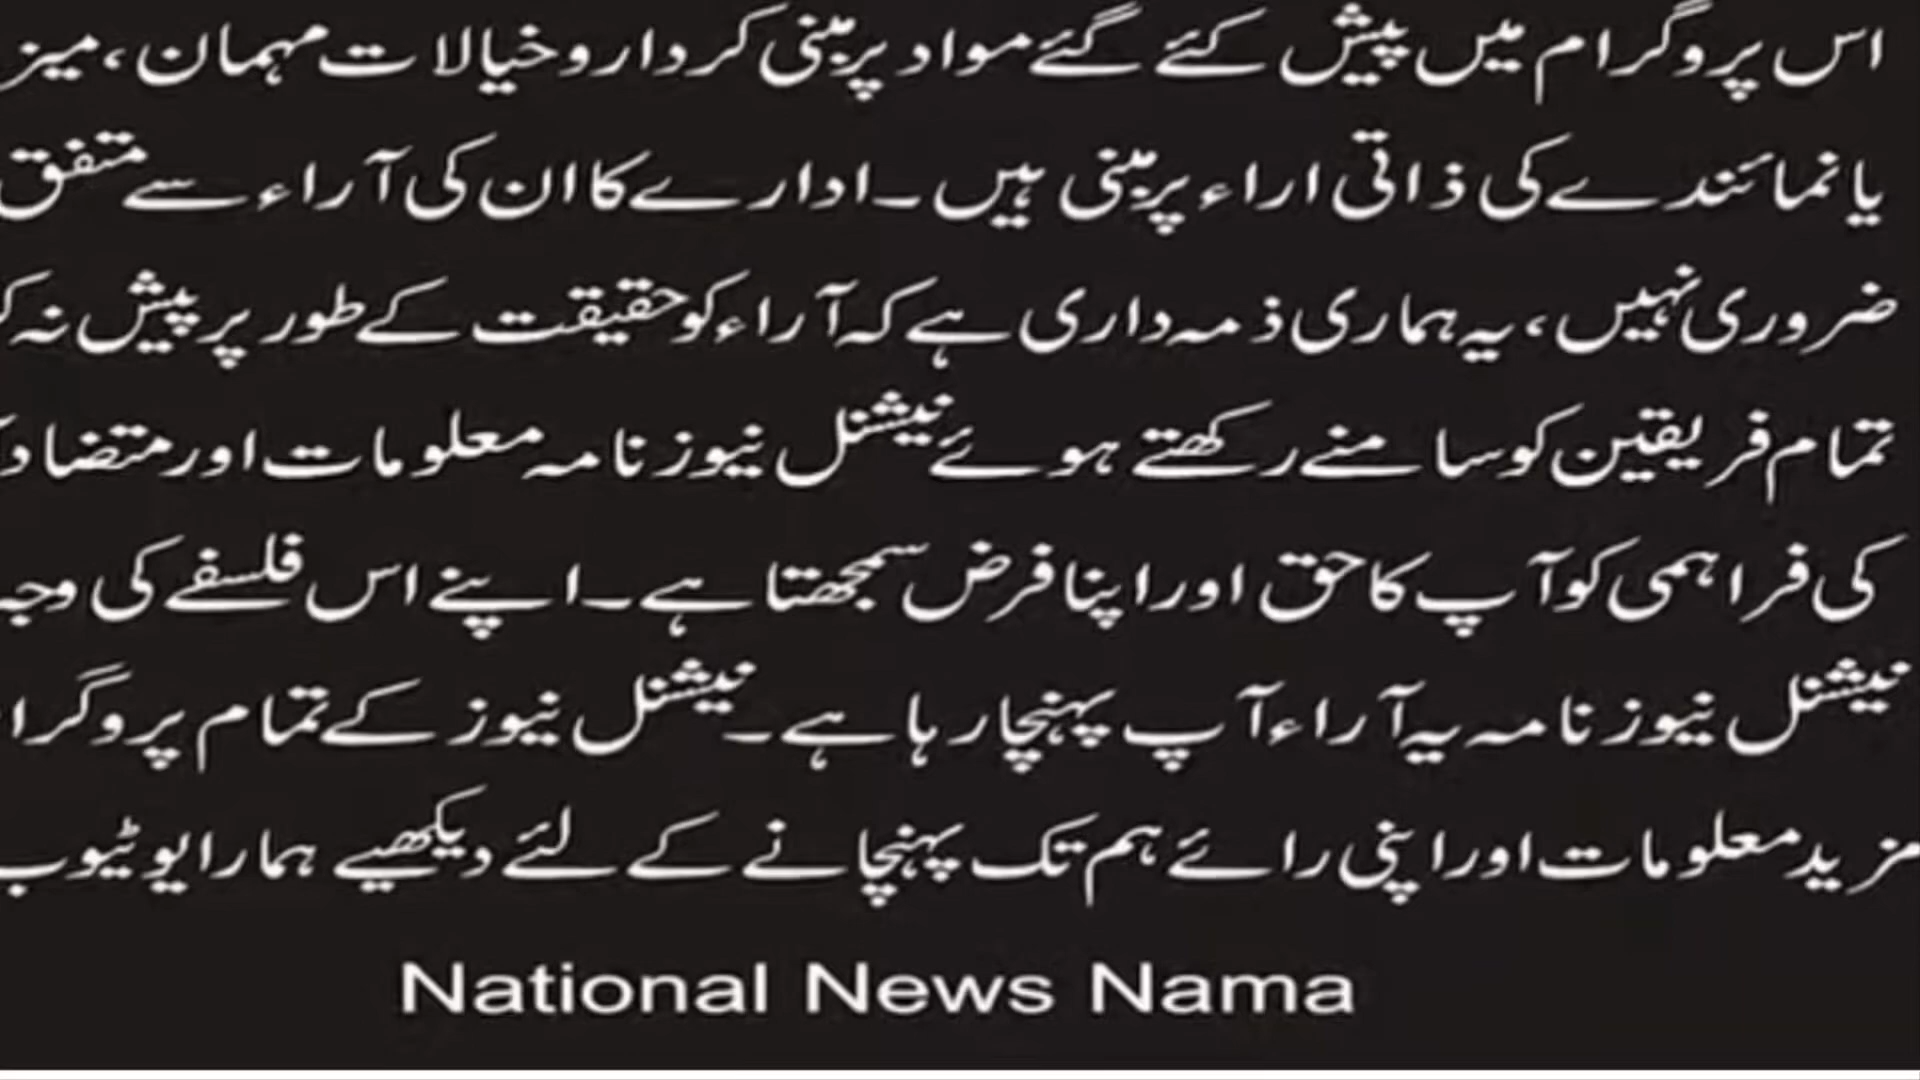 اس پروگرام میں پیش کئے گئے مواد پر مبنی کردار و خیالات مہمان، میز
یا نمائندے کی ذاتی اراء پر مبنی ہیں۔ ادارے کا ان کی آراء سے متفق
ضروری نہیں، یہ ہماری ذمہ داری ہے کہ آراء کو حقیقت کے طور پر پیش نہ
تمام فریقین کو سامنے رکھتے ہوئے نیشنل نیوز نامہ معلومات اور متضاد
کی فراہمی کو آپ کا حق اور اپنا فرض سمجھتا ہے۔ اپنے اس فلسفے کی وجہ
نیشنل نیوز نامہ یہ آراء آپ پہنچا رہا ہے۔ نیشنل نیوز کے تمام پروگرا
مزید معلومات اور اپنی رائے ہم تک پہنچانے کے لئے دیکھیے ہمارا یوٹیوب
National News Nama